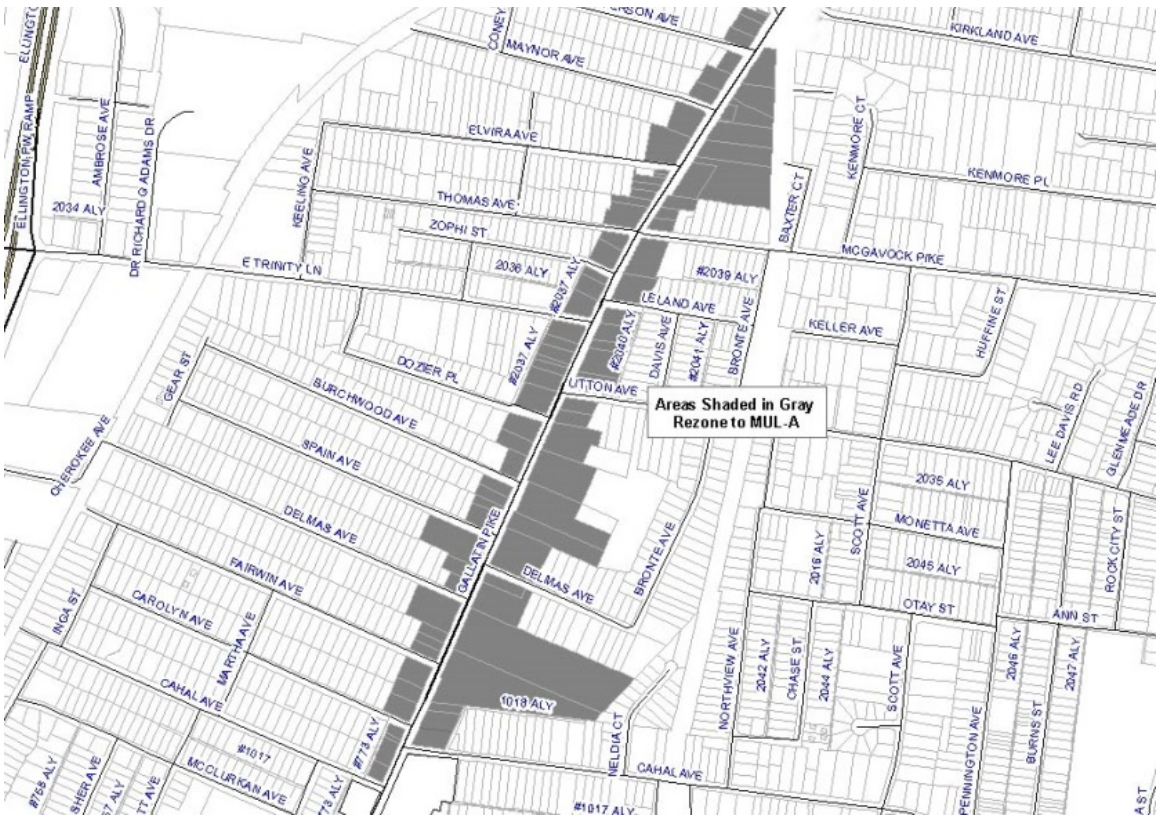 ELLINGTON PW RAMP
AMBROSE AVE
DR RICHARD G ADAMS DR
2034 ALY
KEELING AVE
MAYNOR AVE
KIRKLAND AVE
ELVIRA AVE
KENMORE CT
KENMORE PL
BAXTER CT
THOMAS AVE
ZOPHI ST
MCGAVOCK PIKE
E TRINITY LN
2036 ALY
#2037 ALY
#2039 ALY
LELAND AVE
HUFFINE ST
#2037 ALY
#2040 ALY
DAVIS AVE
#2041 ALY
BRONTE AVE
KELLER AVE
DOZIER PL
GEAR ST
BURCHWOOD AVE
UTTON AVE
Areas Shaded in Gray
Rezone to MUL-A
LEE DAVIS RD
GLENMEADE DR
CHEROKEE AVE
SPAIN AVE
2035 ALY
DELMAS AVE
MONETTA AVE
SCOTT AVE
ROCK CITY ST
GALLATIN PIKE
2016 ALY
2045 ALY
FAIRWIN AVE
DELMAS AVE
BRONTE AVE
INGA ST
CAROLYN AVE
OTAY ST
ANN ST
MARTHA AVE
NORTHVIEW AVE
2042 ALY
CHASE ST
2044 ALY
SCOTT AVE
2046 ALY
2047 ALY
CAHAL AVE
1018 ALY
NELDIA CT
#773 ALY
#1017
BURNS ST
PENNINGTON AVE
MCCLURKAN AVE
CAHAL AVE
#768 ALY
SHER AVE
#1017 ALY